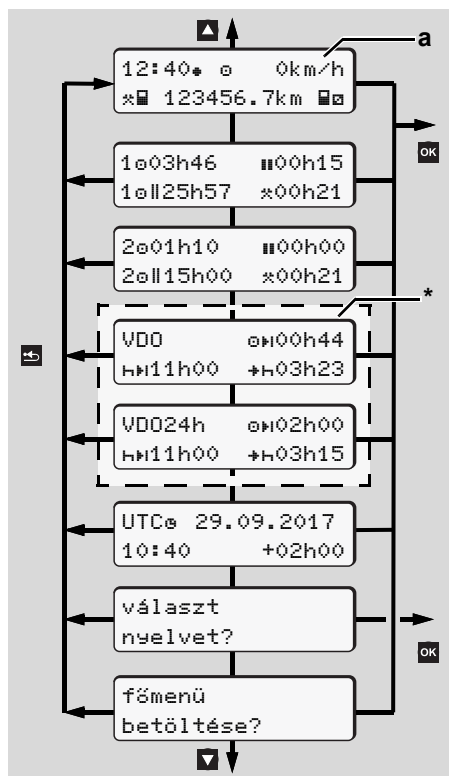 a
12:40 0km/h
123456.7km
OK
1 03h46 00h15
1 25h57 00h21
2 01h10 00h00
2 15h00 00h21
*
VDO 00h44
11h00 03h23
VDO24h 02h00
11h00 03h15
UTC 29.09.2017
10:40 +02h00
választ
nyelvet?
OK
főmenü
betöltése?